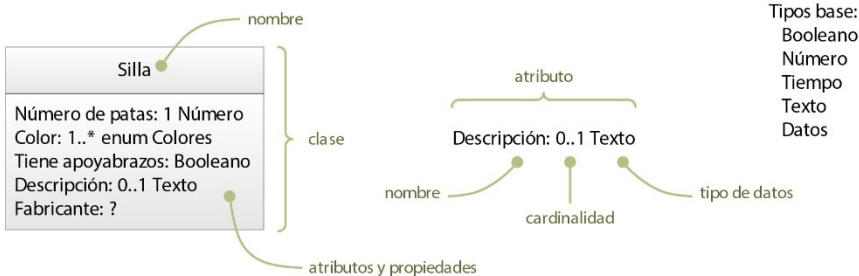 nombre
Silla
Número de patas: 1 Número
Color: 1..* enum Colores
Tiene apoyabrazos: Booleano
Descripción: 0..1 Texto
Fabricante: ?
clase
atributos y propiedades
atributo
Descripción: 0..1 Texto
nombre
cardinalidad
tipo de datos
Tipos base:
Booleano
Número
Tiempo
Texto
Datos